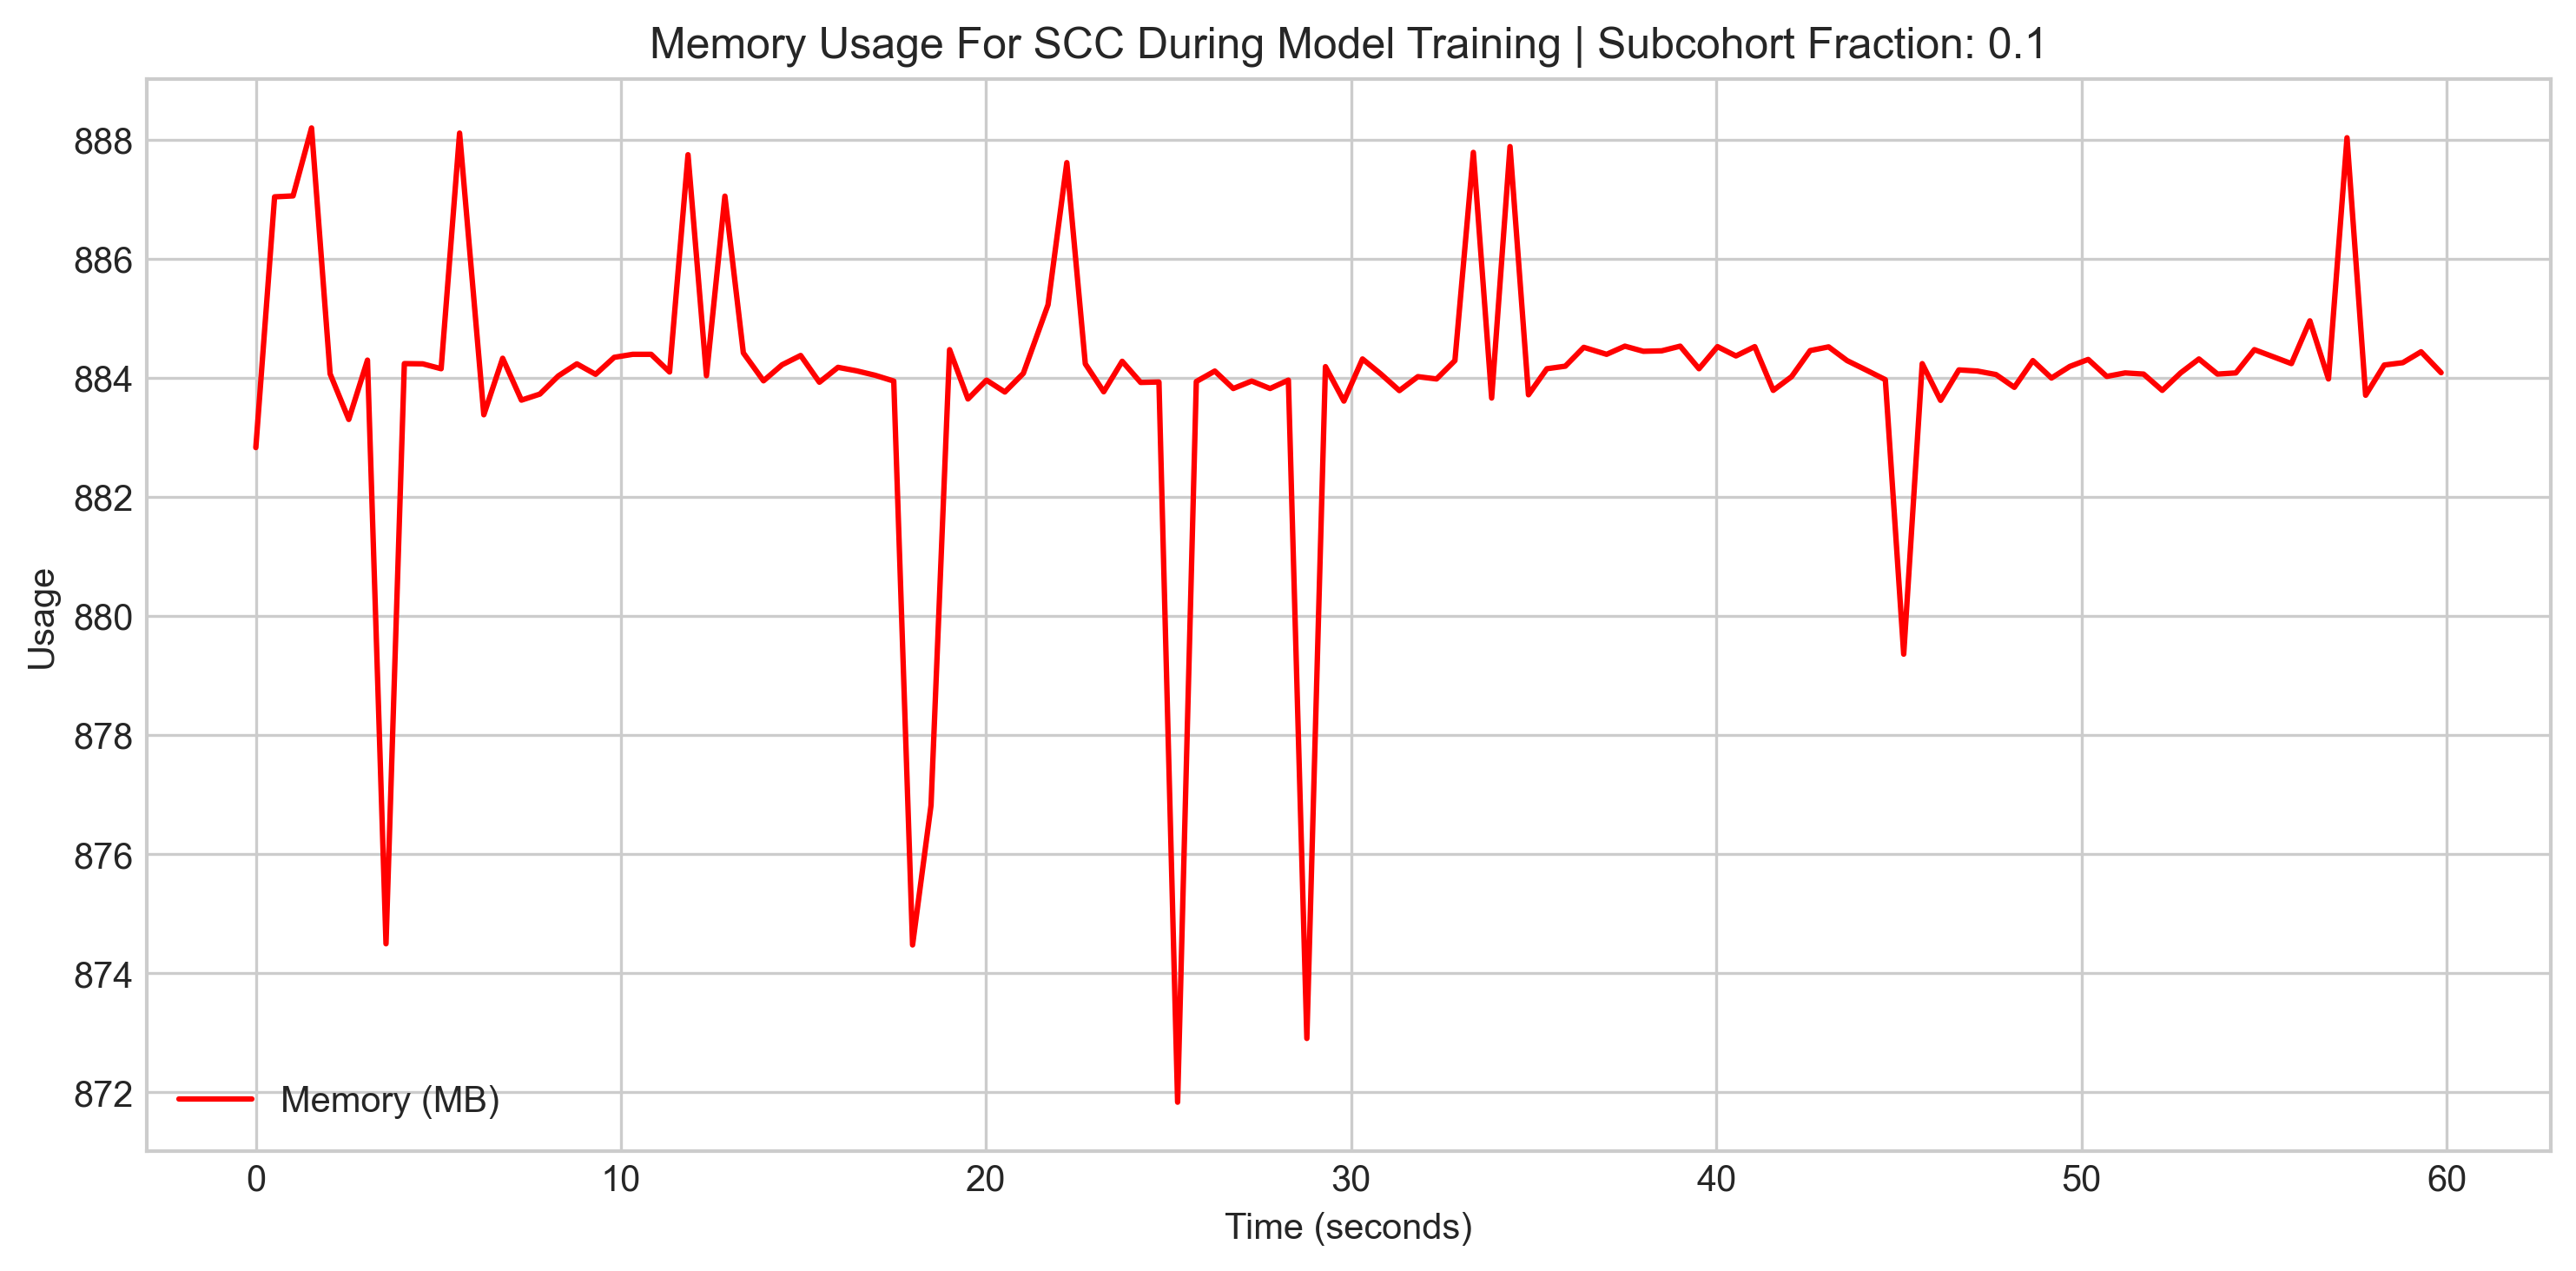 Memory Usage For SCC During Model Training | Subcohort Fraction: 0.1
888
886
884
882
880
878
876
874
872
Usage
Memory (MB)
0 10 20 30 40 50 60
Time (seconds)